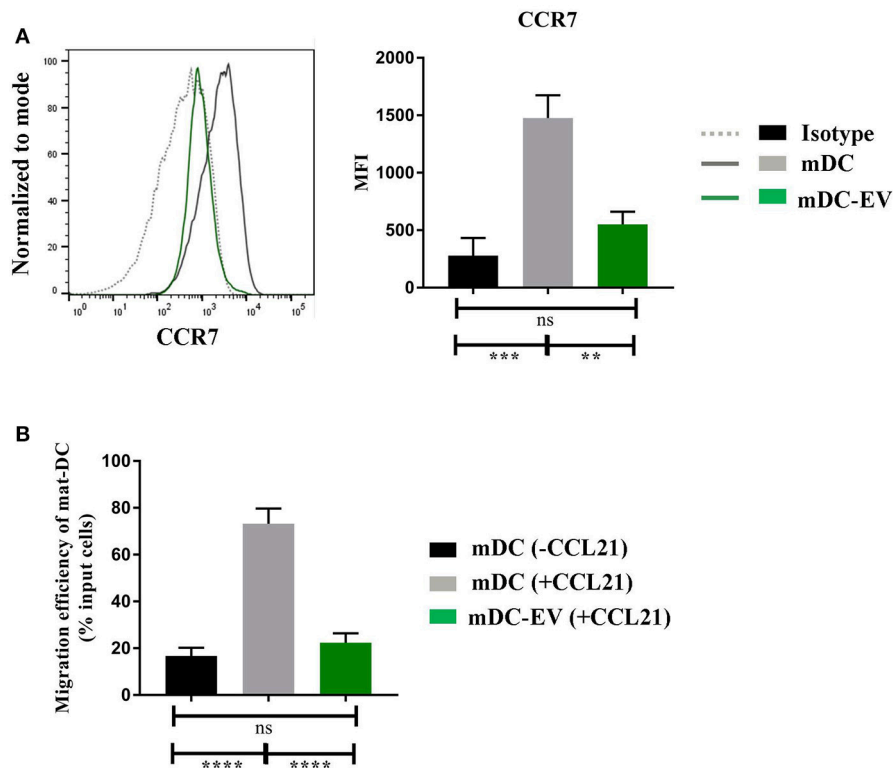 A
CCR7
Normalized to mode
100
80
60
40
20
0
10^0 10^1 10^2 10^3 10^4 10^5
CCR7
MFI
2000
1500
1000
500
0
ns
*** **
Isotype
mDC
mDC-EV
B
Migration efficiency of mat-DC
(% input cells)
100
80
60
40
20
0
ns
**** ****
mDC (-CCL21)
mDC (+CCL21)
mDC-EV (+CCL21)